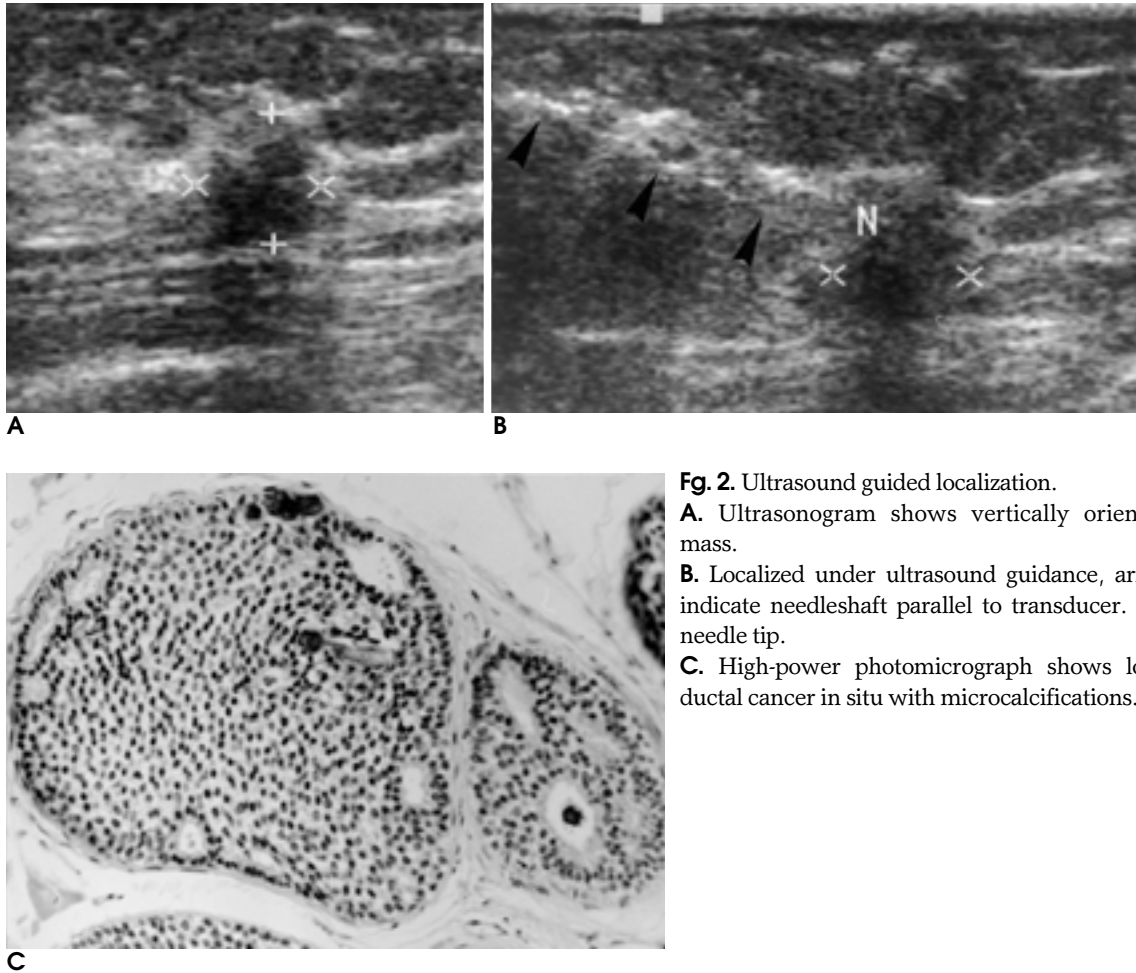 N
A
B
Fg. 2. Ultrasound guided localization.
A. Ultrasonogram shows vertically orien
mass.
B. Localized under ultrasound guidance, ar
indicate needleshaft parallel to transducer.
needle tip.
C. High-power photomicrograph shows lo
ductal cancer in situ with microcalcifications.
C